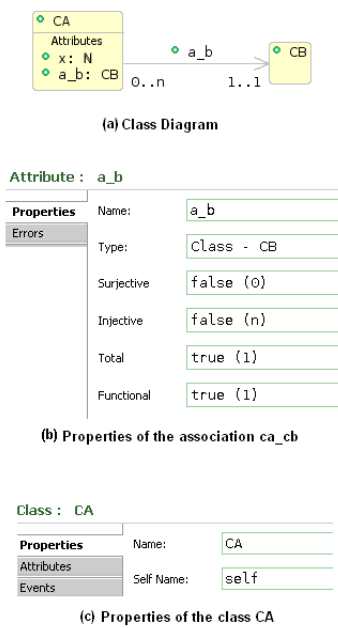 CA
Attributes
x: N
a_b: CB
a_b
CB
0..n
1..1
(a) Class Diagram
Attribute : a_b
Properties
Errors
Name: a_b
Type: Class - CB
Surjective false (0)
Injective false (n)
Total true (1)
Functional true (1)
(b) Properties of the association ca_cb
Class : CA
Properties
Attributes
Events
Name: CA
Self Name: self
(c) Properties of the class CA